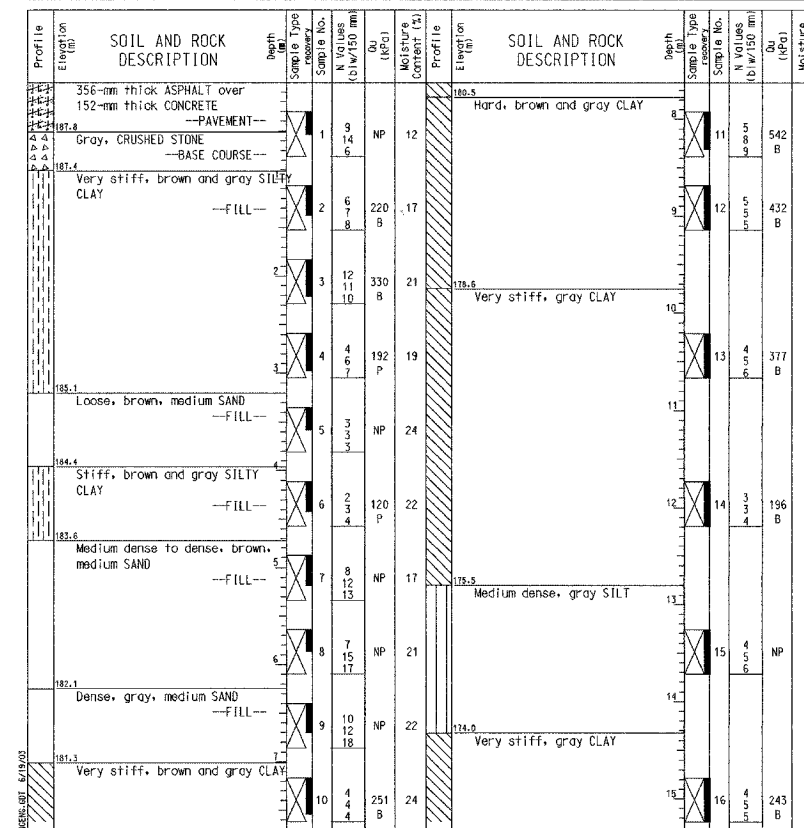 Profile
Elevation (m)
SOIL AND ROCK DESCRIPTION
Depth (m)
Sample Type
recovery
Sample No.
N Values (blw/150 mm)
Qu (kPa)
Moisture Content (%)
356-mm thick ASPHALT over
152-mm thick CONCRETE
--PAVEMENT--
187.8
1
9
14
6
NP
12
Gray, CRUSHED STONE
--BASE COURSE--
187.4
Very stiff, brown and gray SILTY
CLAY
--FILL--
2
6
7
8
220
B
17
2
3
12
11
10
330
B
21
4
4
6
7
192
P
19
3
185.1
Loose, brown, medium SAND
--FILL--
5
3
3
3
NP
24
184.4
4
Stiff, brown and gray SILTY
CLAY
--FILL--
6
2
3
4
120
P
22
183.6
Medium dense to dense, brown,
medium SAND
5
--FILL--
7
8
12
13
NP
17
8
7
15
17
NP
21
6
182.1
Dense, gray, medium SAND
--FILL--
9
10
12
18
NP
22
181.3
7
Very stiff, brown and gray CLAY
10
4
4
4
251
B
24
6/19/03
Profile
Elevation (m)
SOIL AND ROCK DESCRIPTION
Depth (m)
Sample Type
recovery
Sample No.
N Values (blw/150 mm)
Qu (kPa)
Moisture
180.5
Hard, brown and gray CLAY
8
11
5
8
9
542
B
9
12
5
5
5
432
B
178.6
Very stiff, gray CLAY
10
13
4
5
6
377
B
11
12
14
3
3
4
196
B
175.5
Medium dense, gray SILT
13
15
4
5
6
NP
14
174.0
Very stiff, gray CLAY
15
16
4
5
5
243
B